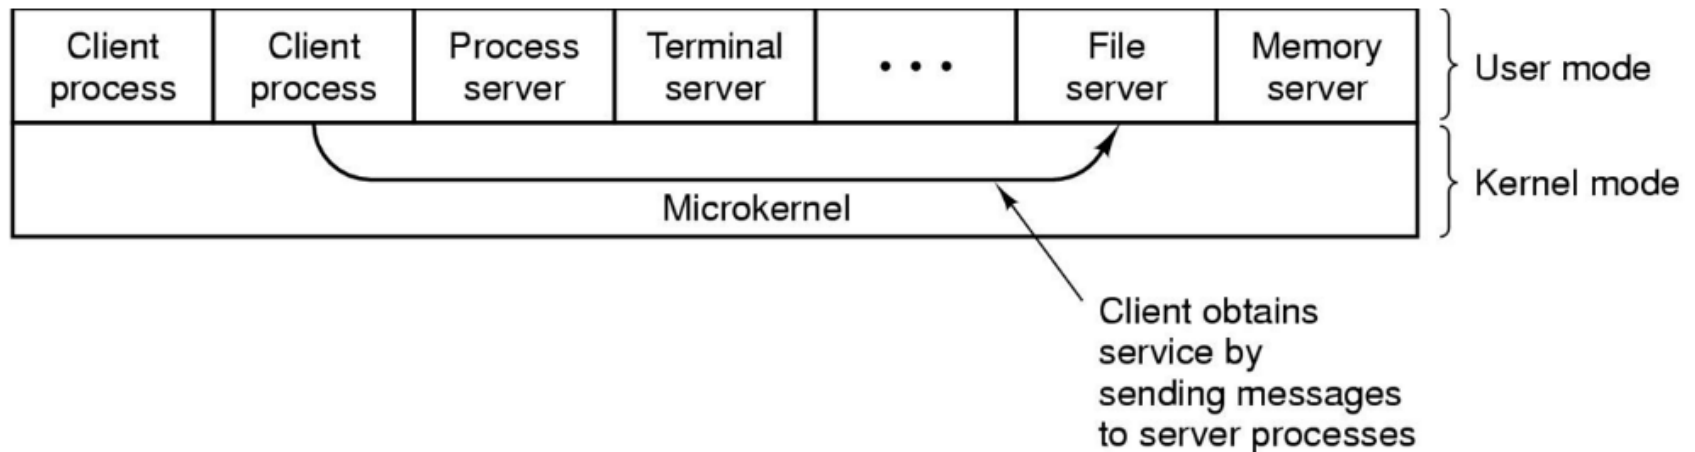 Client
process
Client
process
Process
server
Terminal
server
• • •
File
server
Memory
server
User mode
Microkernel
Kernel mode
Client obtains
service by
sending messages
to server processes